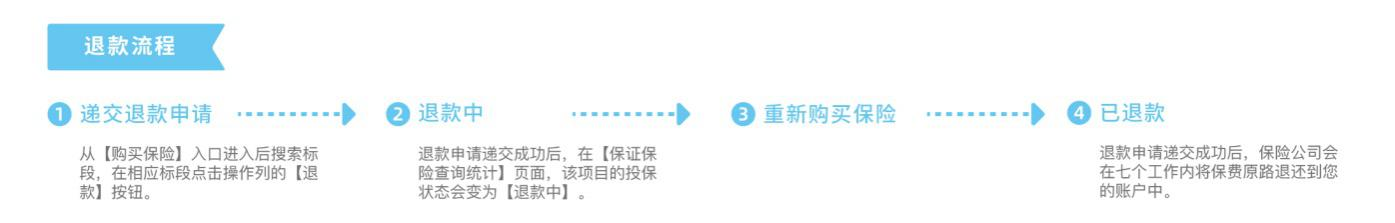 退款流程
1 递交退款申请
2 退款中
3 重新购买保险
4 已退款
从【购买保险】入口进入后搜索标
段，在相应标段点击操作列的【退
款】按钮。
退款申请递交成功后，在【保证保
险查询统计】页面，该项目的投保
状态会变为【退款中】。
退款申请递交成功后，保险公司会
在七个工作内将保费原路退还到您
的账户中。